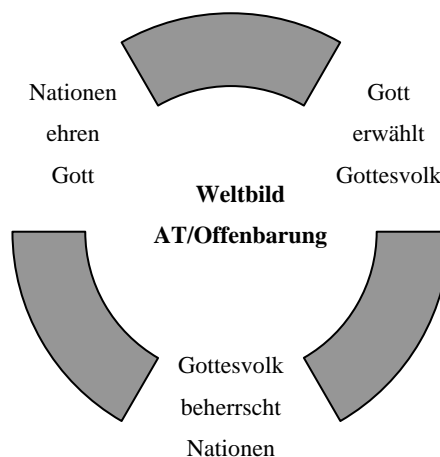 Nationen
ehren
Gott
Gott
erwählt
Gottesvolk
Weltbild
AT/Offenbarung
Gottesvolk
beherrscht
Nationen